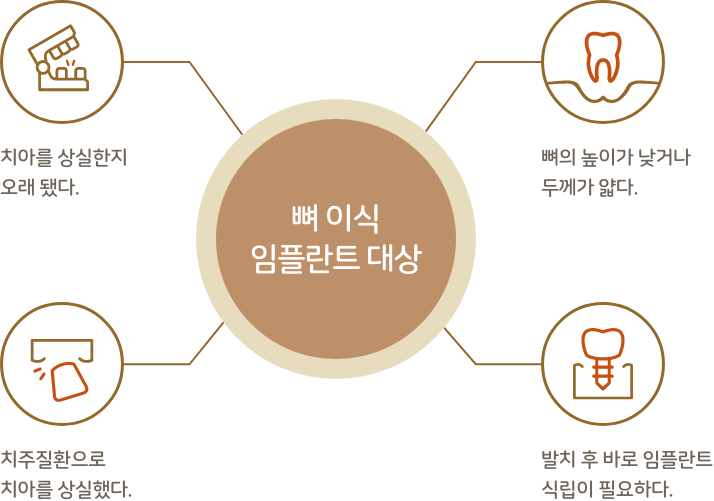 치아를 상실한지
오래 됐다.
뼈의 높이가 낮거나
두께가 얇다.
뼈 이식
임플란트 대상
치주질환으로
치아를 상실했다.
발치 후 바로 임플란트
식립이 필요하다.